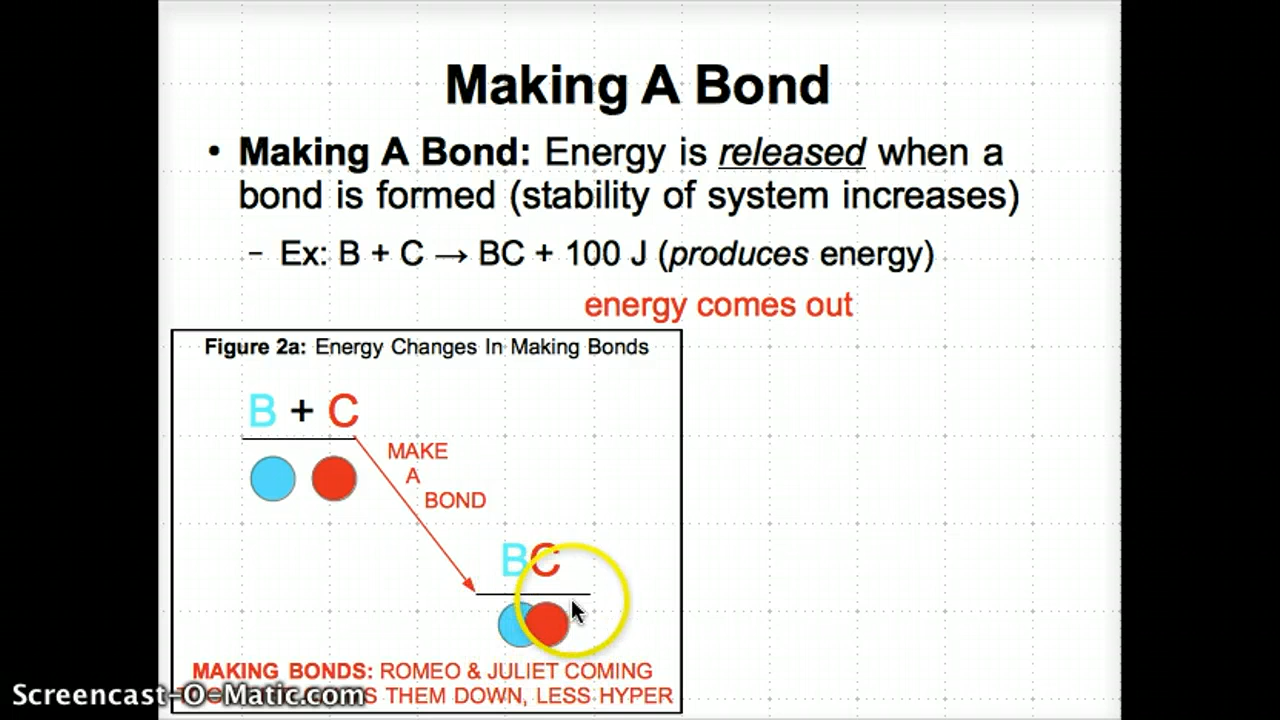 Making A Bond
• Making A Bond: Energy is released when a
bond is formed (stability of system increases)
– Ex: B + C → BC + 100 J (produces energy)
energy comes out
Figure 2a: Energy Changes In Making Bonds
B + C
MAKE
A
BOND
BC
MAKING BONDS: ROMEO & JULIET COMING
THEM DOWN, LESS HYPER
Screencast-O-Matic.com